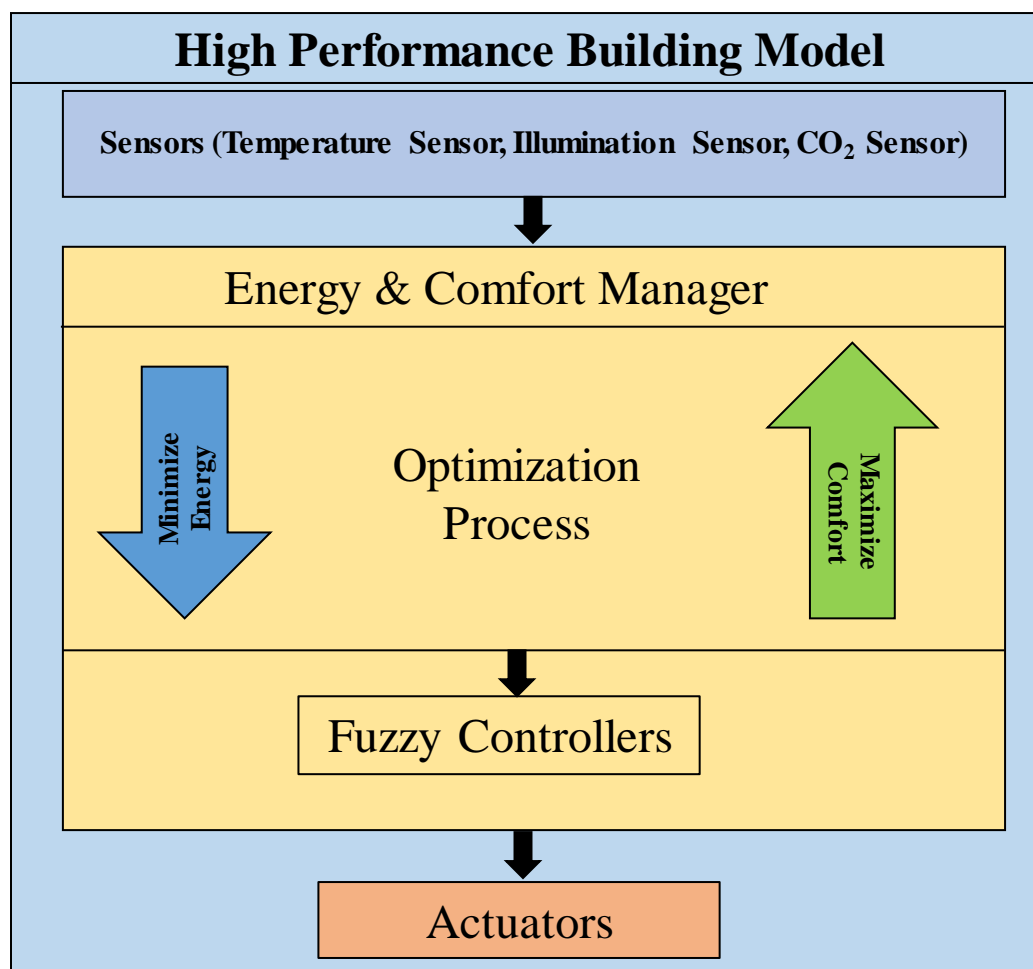 High Performance Building Model
Sensors (Temperature Sensor, Illumination Sensor, CO₂ Sensor)
Energy & Comfort Manager
Minimize
Energy
Optimization
Process
Maximize
Comfort
Fuzzy Controllers
Actuators